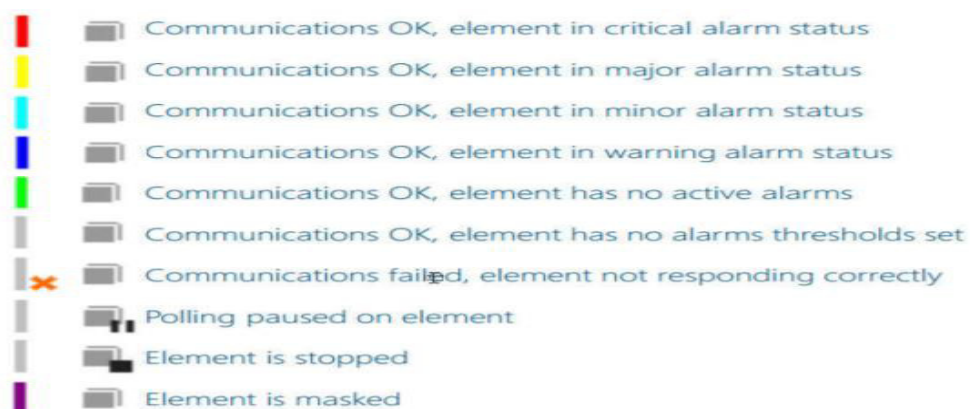 Communications OK, element in critical alarm status
Communications OK, element in major alarm status
Communications OK, element in minor alarm status
Communications OK, element in warning alarm status
Communications OK, element has no active alarms
Communications OK, element has no alarms thresholds set
Communications failed, element not responding correctly
Polling paused on element
Element is stopped
Element is masked